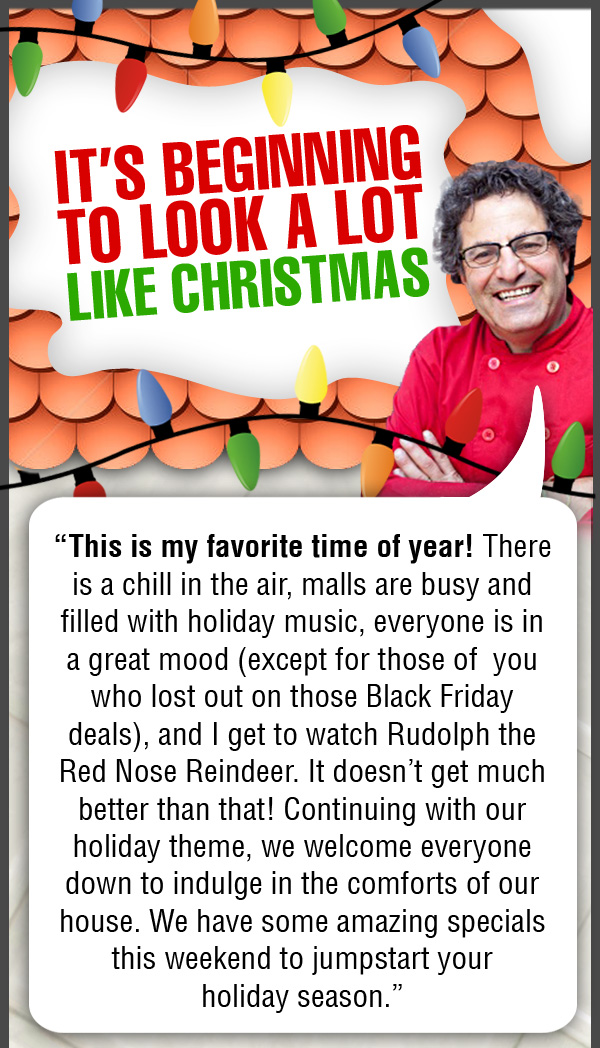 IT'S BEGINNING
TO LOOK A LOT
LIKE CHRISTMAS
“This is my favorite time of year! There
is a chill in the air, malls are busy and
filled with holiday music, everyone is in
a great mood (except for those of  you
who lost out on those Black Friday
deals), and I get to watch Rudolph the
Red Nose Reindeer. It doesn’t get much
better than that! Continuing with our
holiday theme, we welcome everyone
down to indulge in the comforts of our
house. We have some amazing specials
this weekend to jumpstart your
holiday season.”